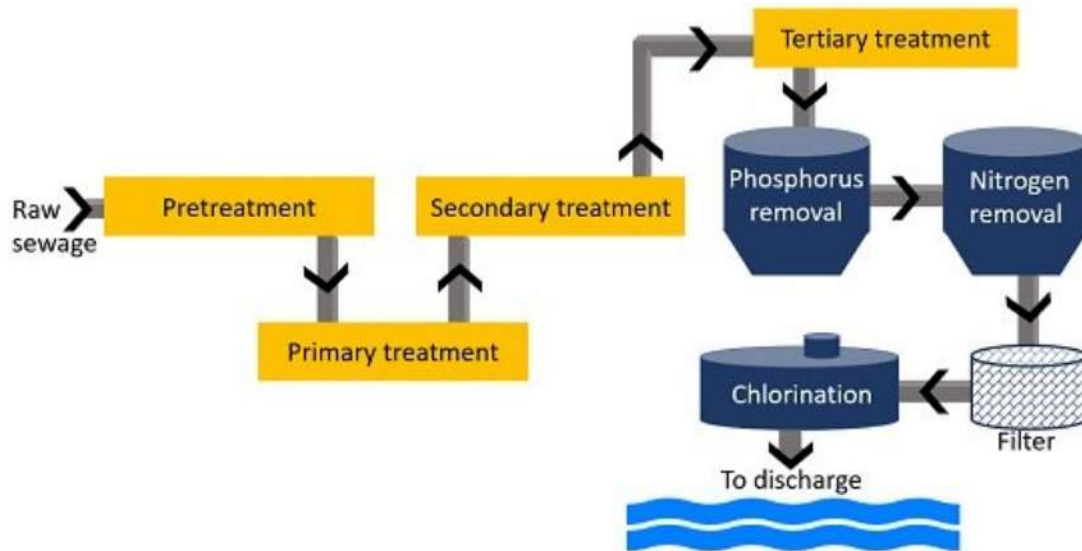 Raw
sewage
Pretreatment
Primary treatment
Secondary treatment
Tertiary treatment
Phosphorus
removal
Nitrogen
removal
Filter
Chlorination
To discharge